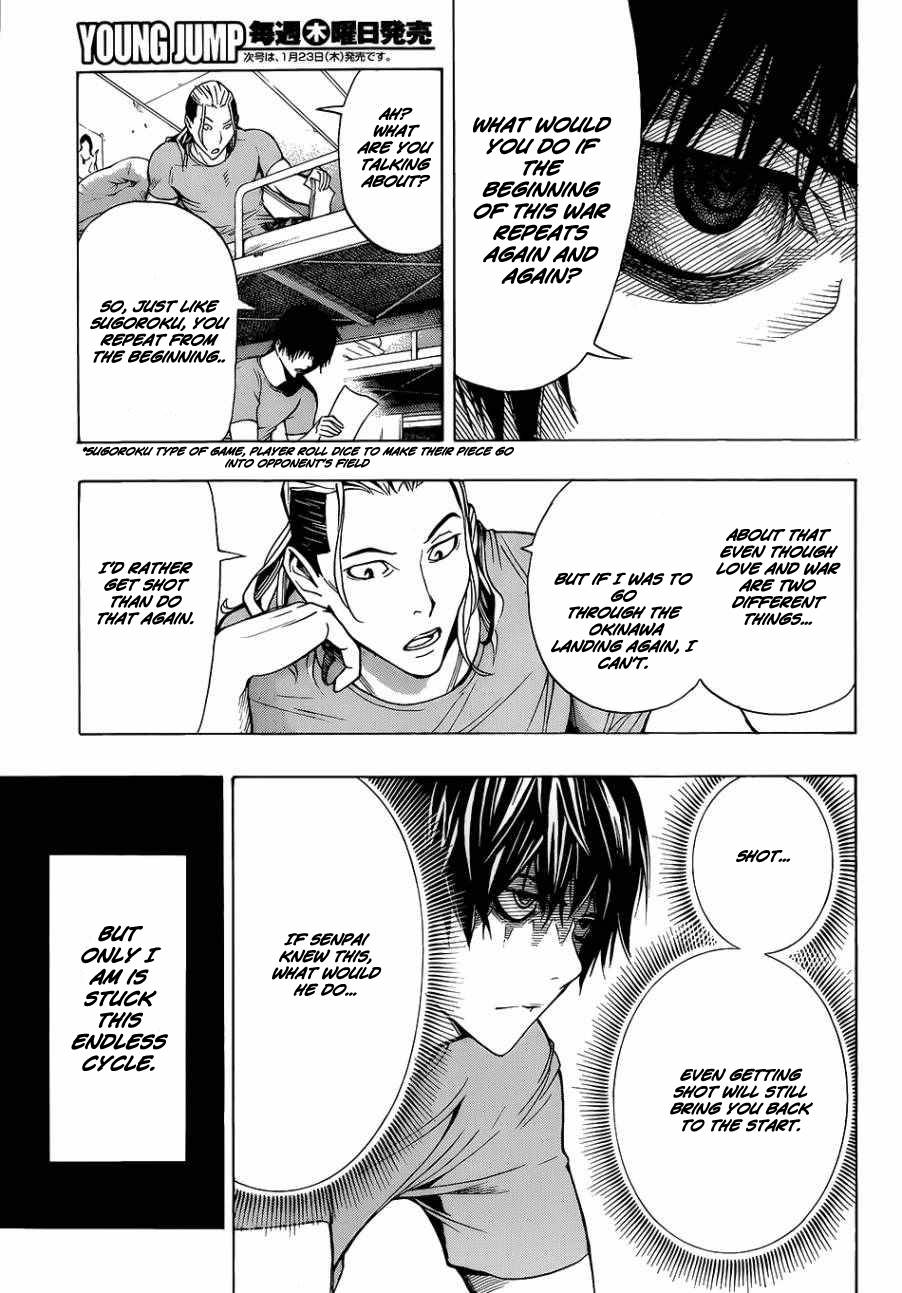 YOUNG JUMP 毎週木曜日発売
次号は、1月23日(木)発売です。
WHAT WOULD
YOU DO IF
THE
BEGINNING
OF THIS WAR
REPEATS
AGAIN AND
AGAIN?
AH?
WHAT
ARE YOU
TALKING
ABOUT?
SO, JUST LIKE
SUGOROKU, YOU
REPEAT FROM
THE BEGINNING..
*SUGOROKU TYPE OF GAME, PLAYER ROLL DICE TO MAKE THEIR PIECE GO
INTO OPPONENT'S FIELD
ABOUT THAT
EVEN THOUGH
LOVE AND WAR
ARE TWO
DIFFERENT
THINGS...
BUT IF I WAS TO
GO
THROUGH THE
OKINAWA
LANDING AGAIN, I
CAN'T.
I'D RATHER
GET SHOT
THAN DO
THAT AGAIN.
SHOT...
EVEN GETTING
SHOT WILL STILL
BRING YOU BACK
TO THE START.
IF SENPAI
KNEW THIS,
WHAT WOULD
HE DO...
BUT
ONLY I
AM IS
STUCK
THIS
ENDLESS
CYCLE.